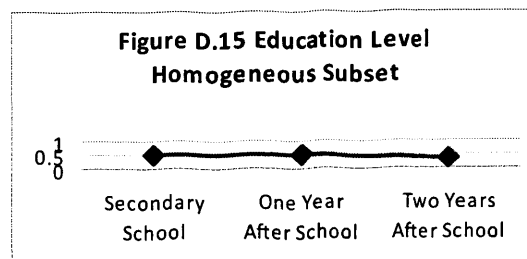 Figure D.15 Education Level
Homogeneous Subset
1
0.5
0
Secondary
School
One Year
After School
Two Years
After School